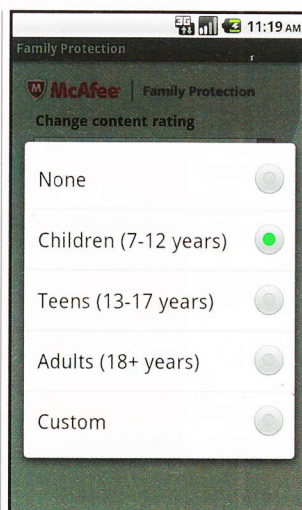 3G 11:19 AM
Family Protection
McAfee | Family Protection
Change content rating
None
Children (7-12 years)
Teens (13-17 years)
Adults (18+ years)
Custom